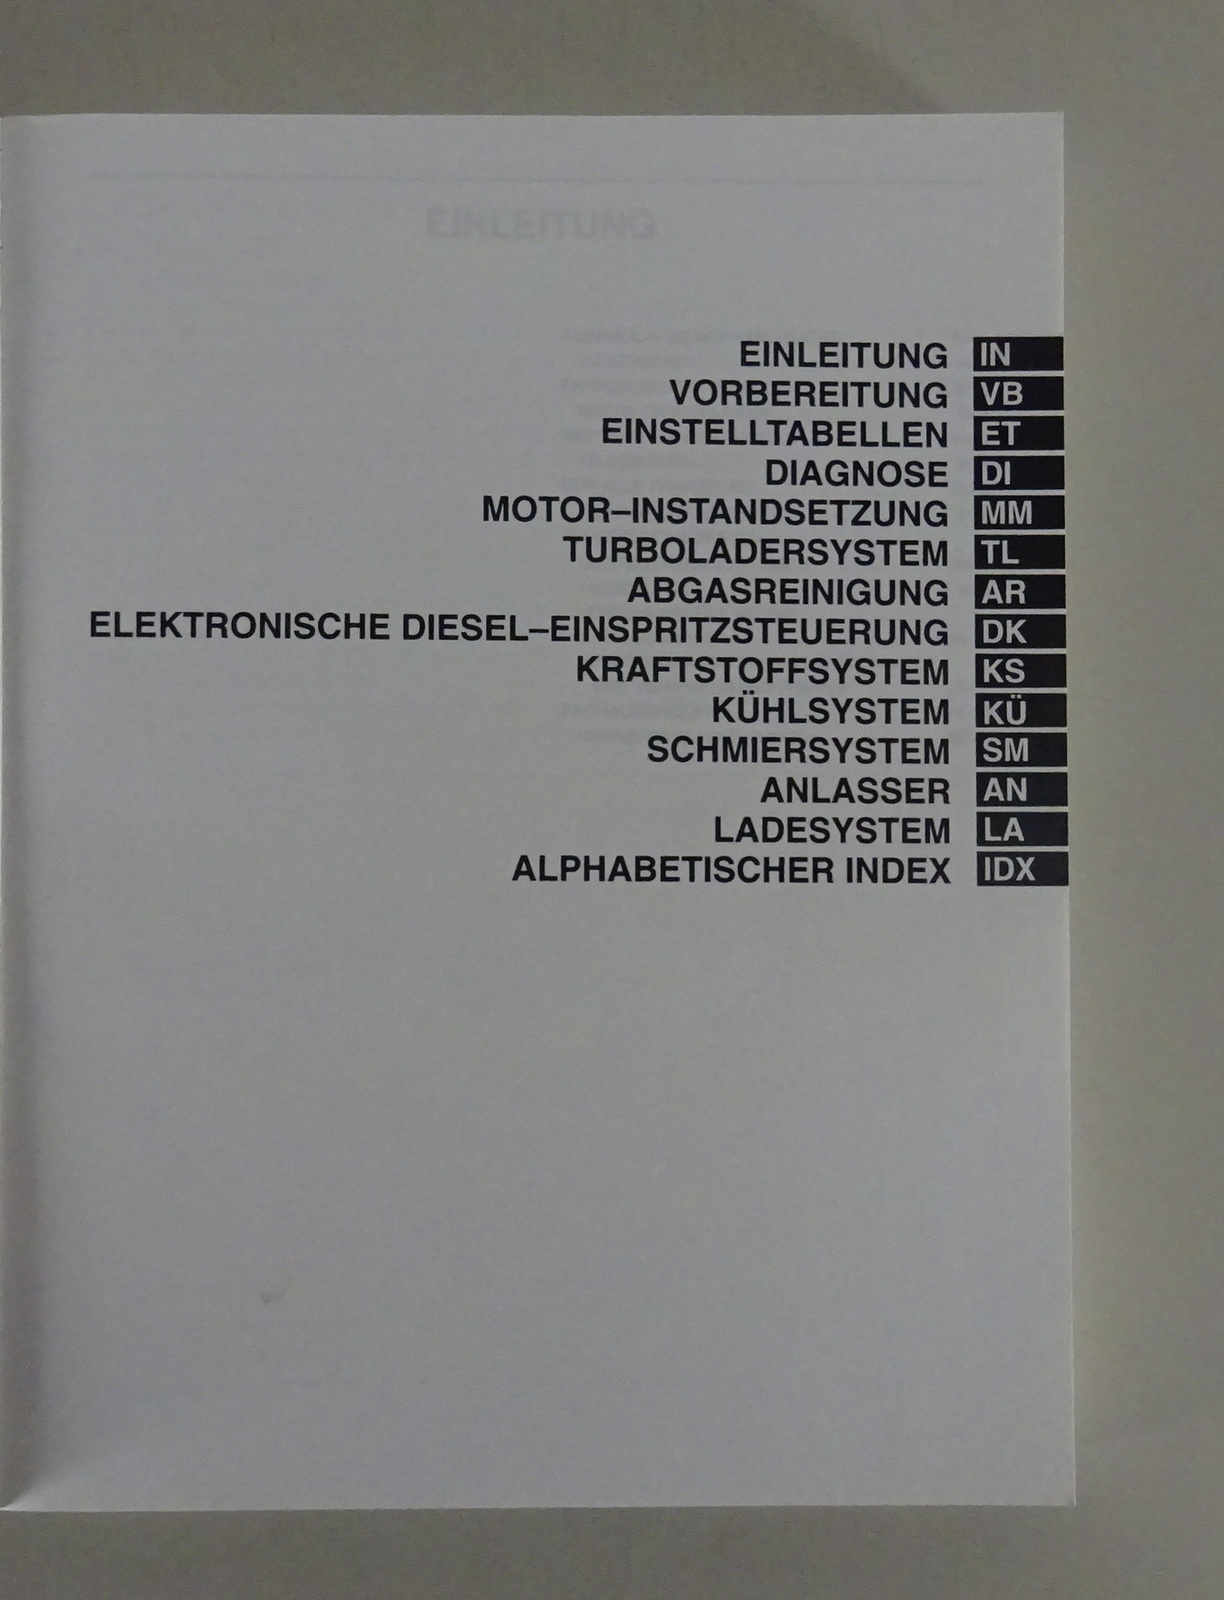 EINLEITUNG
EINLEITUNG IN
VORBEREITUNG VB
EINSTELLTABELLEN ET
DIAGNOSE DI
MOTOR–INSTANDSETZUNG MM
TURBOLADERSYSTEM TL
ABGASREINIGUNG AR
ELEKTRONISCHE DIESEL–EINSPRITZSTEUERUNG DK
KRAFTSTOFFSYSTEM KS
KÜHLSYSTEM KÜ
SCHMIERSYSTEM SM
ANLASSER AN
LADESYSTEM LA
ALPHABETISCHER INDEX IDX